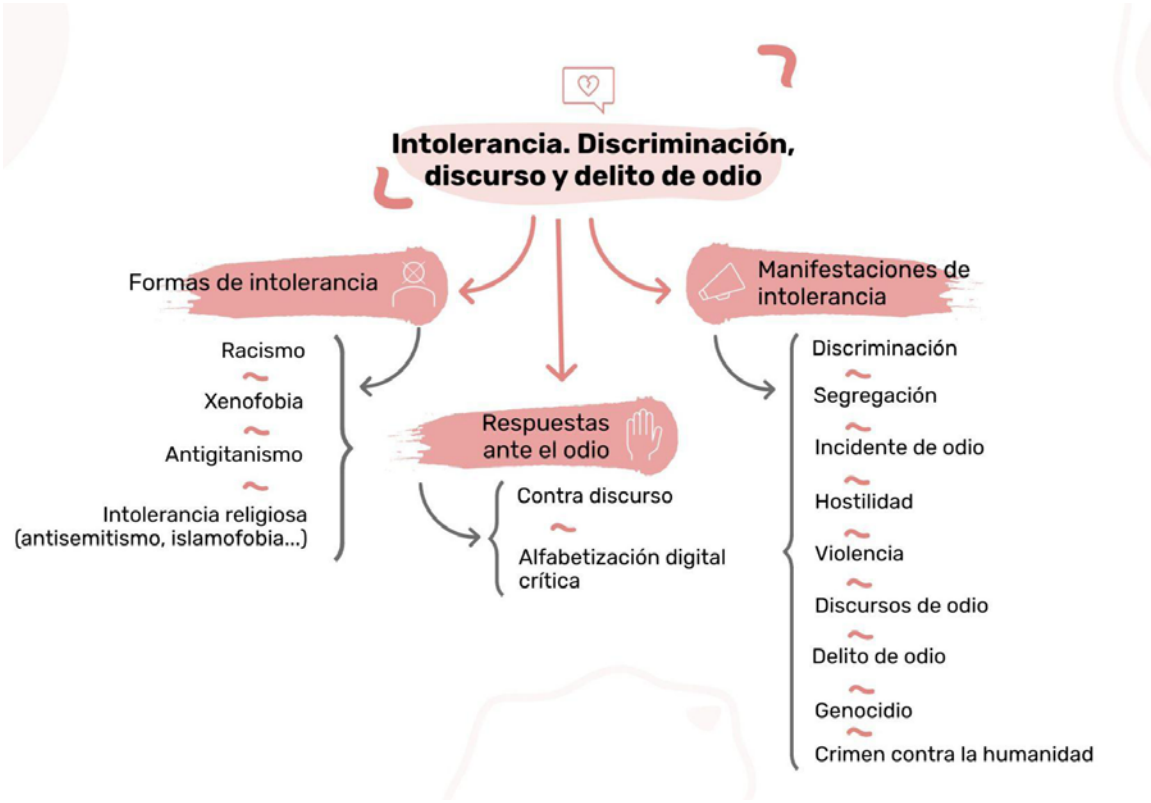 Intolerancia. Discriminación,
discurso y delito de odio
Formas de intolerancia
Racismo
Xenofobia
Antigitanismo
Intolerancia religiosa
(antisemitismo, islamofobia...)
Respuestas
ante el odio
Contra discurso
Alfabetización digital
crítica
Manifestaciones de
intolerancia
Discriminación
Segregación
Incidente de odio
Hostilidad
Violencia
Discursos de odio
Delito de odio
Genocidio
Crimen contra la humanidad